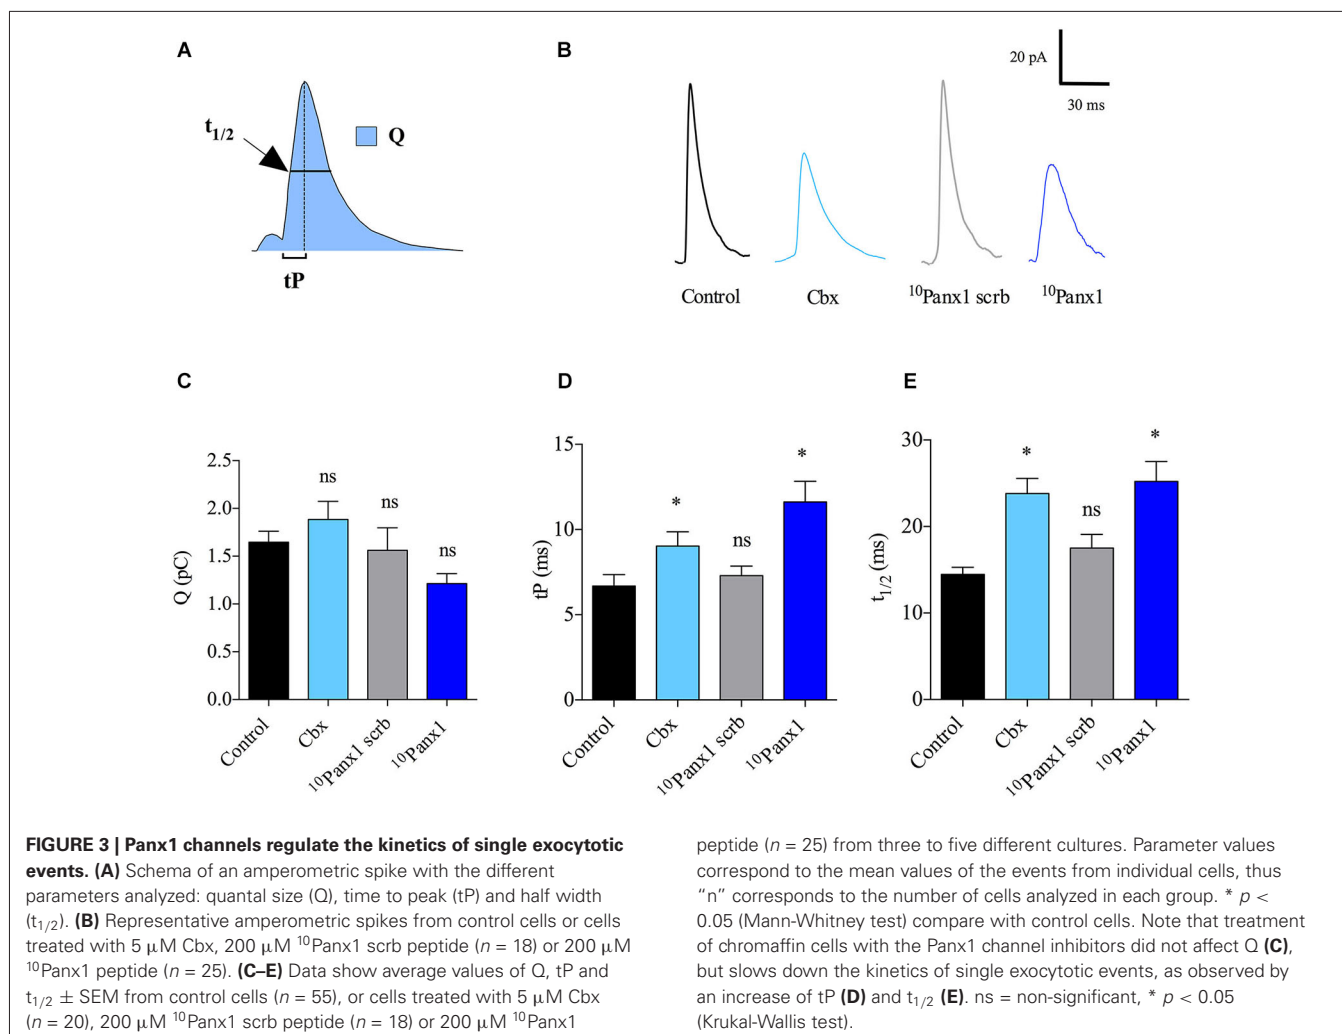 A
t1/2
Q
tP
B
20 pA
30 ms
Control
Cbx
10Panx1 scrb
10Panx1
C
Q (pC)
2.5
2.0
1.5
1.0
0.5
0.0
ns
ns
ns
Control
Cbx
10Panx1 scrb
10Panx1
D
tP (ms)
15
10
5
0
*
ns
*
Control
Cbx
10Panx1 scrb
10Panx1
E
t1/2 (ms)
30
20
10
0
*
ns
*
Control
Cbx
10Panx1 scrb
10Panx1
FIGURE 3 | Panx1 channels regulate the kinetics of single exocytotic
events. (A) Schema of an amperometric spike with the different
parameters analyzed: quantal size (Q), time to peak (tP) and half width
(t1/2). (B) Representative amperometric spikes from control cells or cells
treated with 5 μM Cbx, 200 μM 10Panx1 scrb peptide (n = 18) or 200 μM
10Panx1 peptide (n = 25). (C–E) Data show average values of Q, tP and
t1/2 ± SEM from control cells (n = 55), or cells treated with 5 μM Cbx
(n = 20), 200 μM 10Panx1 scrb peptide (n = 18) or 200 μM 10Panx1
peptide (n = 25) from three to five different cultures. Parameter values
correspond to the mean values of the events from individual cells, thus
“n” corresponds to the number of cells analyzed in each group. * p <
0.05 (Mann-Whitney test) compare with control cells. Note that treatment
of chromaffin cells with the Panx1 channel inhibitors did not affect Q (C),
but slows down the kinetics of single exocytotic events, as observed by
an increase of tP (D) and t1/2 (E). ns = non-significant, * p < 0.05
(Krukal-Wallis test).